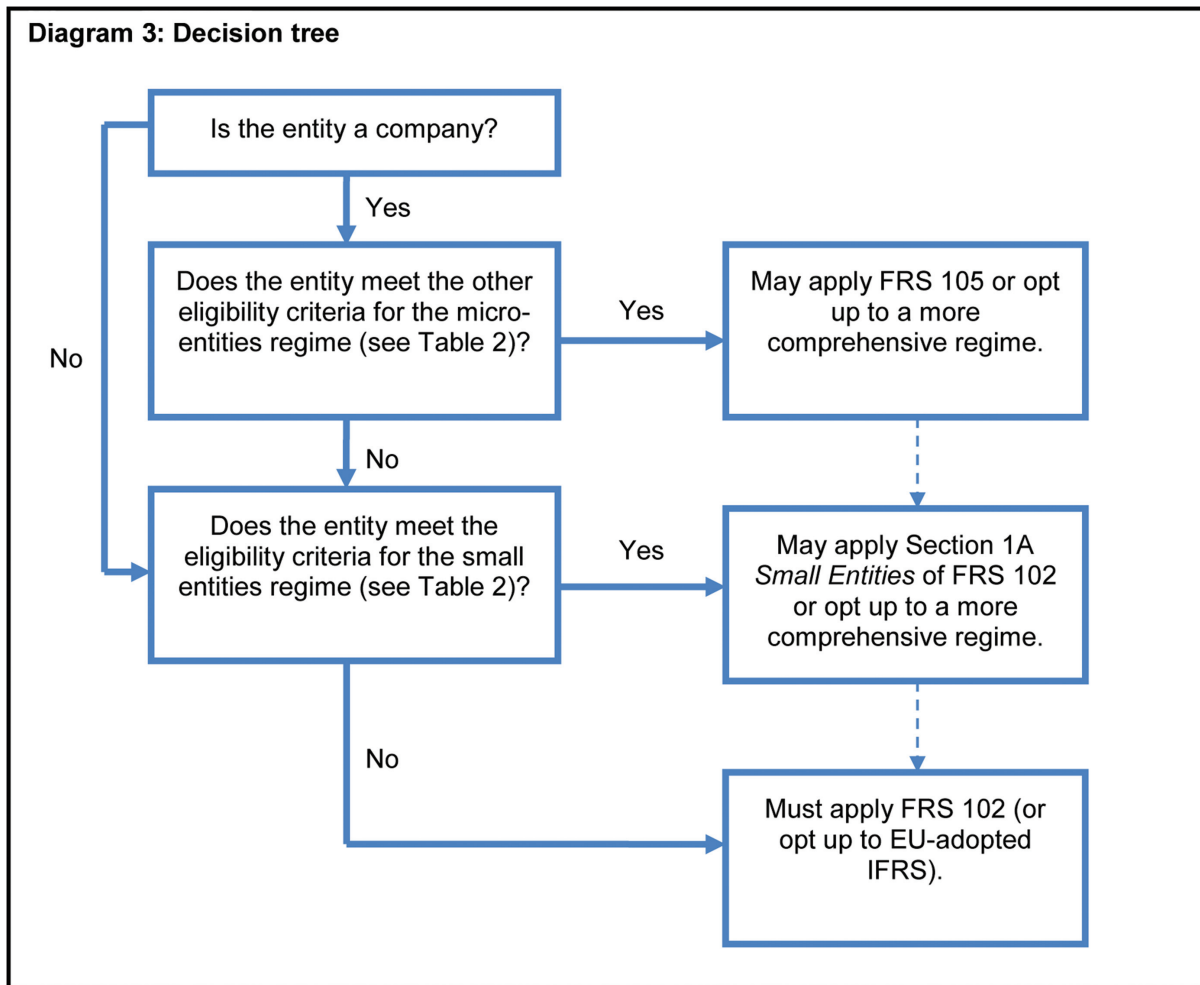 Diagram 3: Decision tree
Is the entity a company?
Yes
Does the entity meet the other
eligibility criteria for the micro-
entities regime (see Table 2)?
Yes
May apply FRS 105 or opt
up to a more
comprehensive regime.
No
No
Does the entity meet the
eligibility criteria for the small
entities regime (see Table 2)?
Yes
May apply Section 1A
Small Entities of FRS 102
or opt up to a more
comprehensive regime.
No
Must apply FRS 102 (or
opt up to EU-adopted
IFRS).